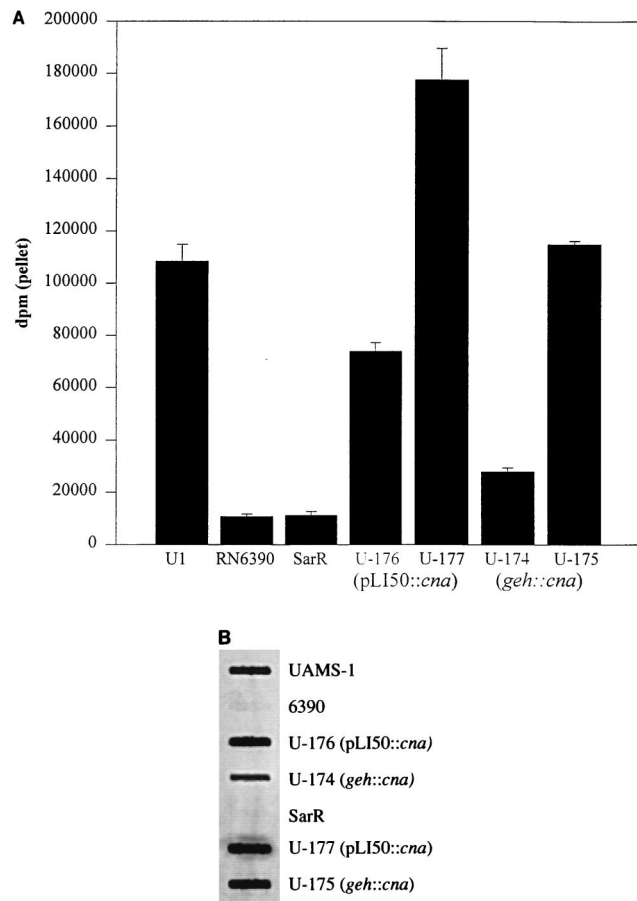 A
200000
180000
160000
140000
120000
100000
80000
60000
40000
20000
0
dpm (pellet)
U1 RN6390 SarR U-176 U-177 U-174 U-175
(pLI50::cna) (geh::cna)
B
UAMS-1
6390
U-176 (pLI50::cna)
U-174 (geh::cna)
SarR
U-177 (pLI50::cna)
U-175 (geh::cna)